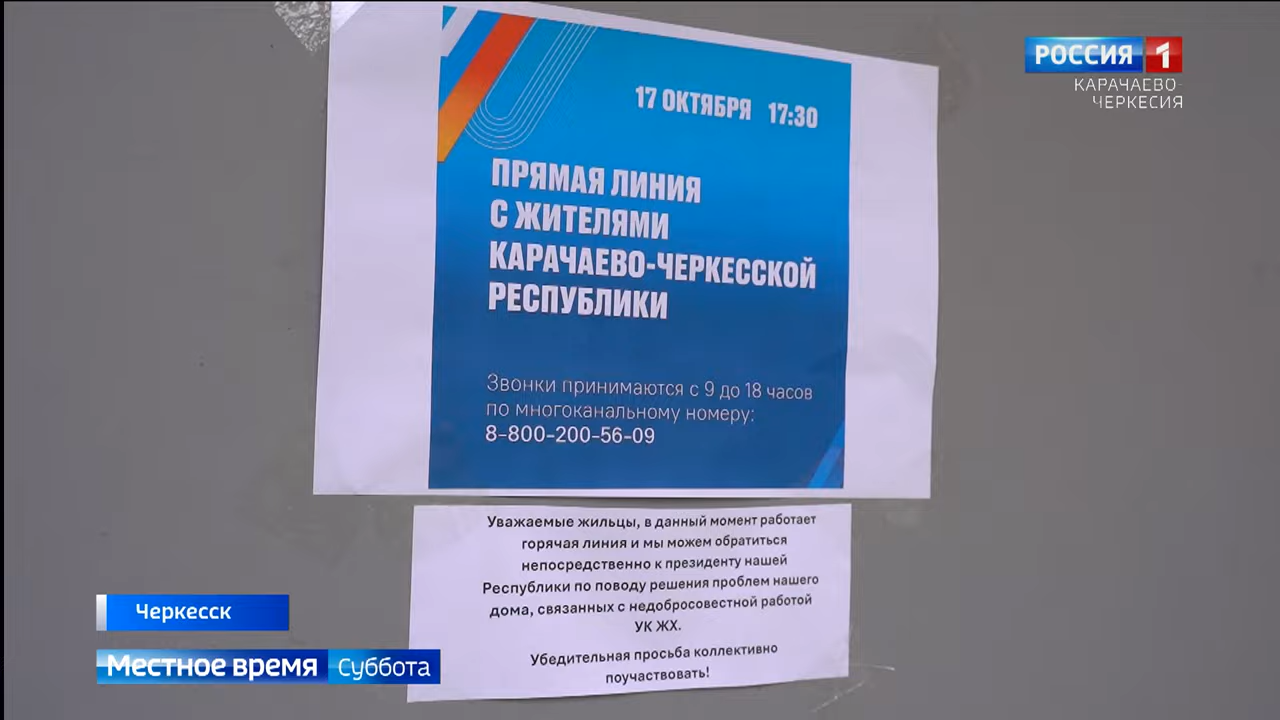 РОССИЯ 1
КАРАЧАЕВО-
ЧЕРКЕСИЯ
17 ОКТЯБРЯ 17:30
ПРЯМАЯ ЛИНИЯ
С ЖИТЕЛЯМИ
КАРАЧАЕВО-ЧЕРКЕССКОЙ
РЕСПУБЛИКИ
Звонки принимаются с 9 до 18 часов
по многоканальному номеру:
8-800-200-56-09
Уважаемые жильцы, в данный момент работает
горячая линия и мы можем обратиться
непосредственно к президенту нашей
Республики по поводу решения проблем нашего
дома, связанных с недобросовестной работой
УК ЖХ.
Убедительная просьба коллективно
поучаствовать!
Черкесск
Местное время Суббота